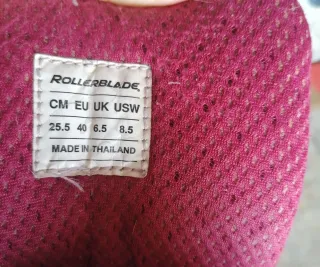 ROLLERBLADE
CM EU UK USW
25.5 40 6.5 8.5
MADE IN THAILAND